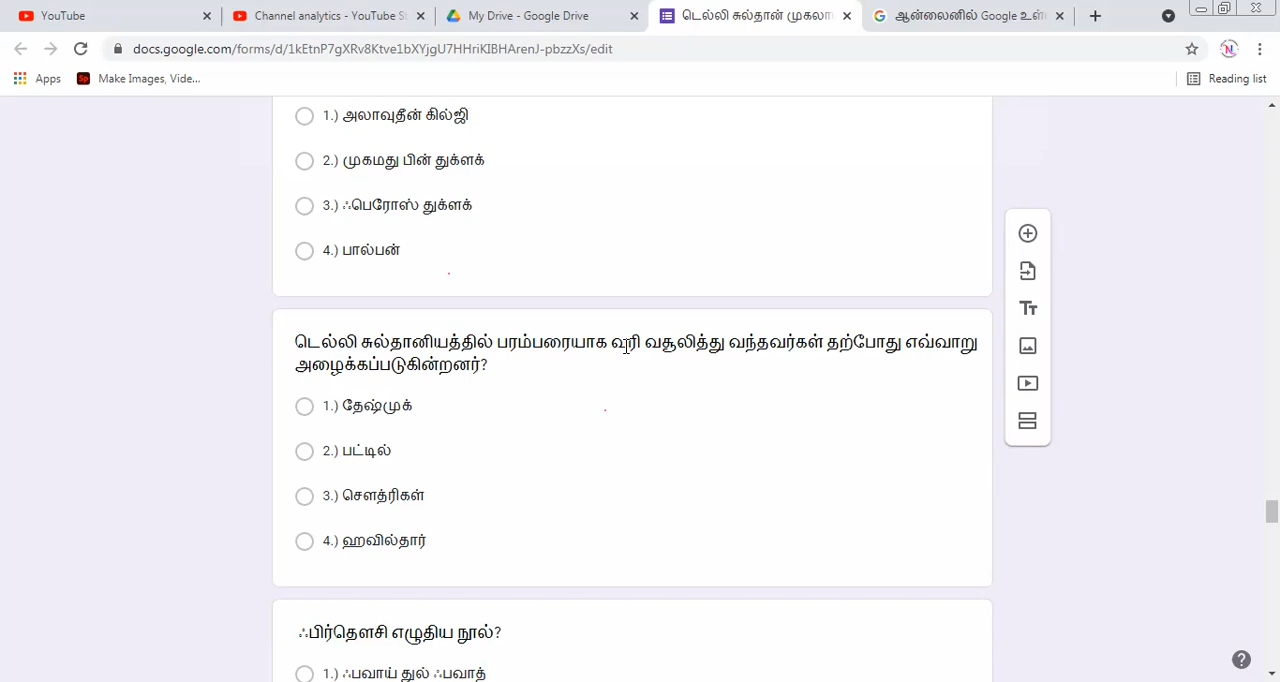 YouTube
Channel analytics - YouTube S
My Drive - Google Drive
டெல்லி சுல்தான் முகலா
ஆன்லைனில் Google உள்
docs.google.com/forms/d/1kEtnP7gXRv8Ktve1bXYjgU7HHriKlBHArenJ-pbzzXs/edit
Apps
Make Images, Vide...
Reading list
1.) அலாவுதீன் கில்ஜி
2.) முகமது பின் துக்ளக்
3.) ஃபெரோஸ் துக்ளக்
4.) பால்பன்
டெல்லி சுல்தானியத்தில் பரம்பரையாக வரி வசூலித்து வந்தவர்கள் தற்போது எவ்வாறு
அழைக்கப்படுகின்றனர்?
1.) தேஷ்முக்
2.) பட்டில்
3.) சௌத்ரிகள்
4.) ஹவில்தார்
ஃபிர்தௌசி எழுதிய நூல்?
1.) ஃபவாய் துல் ஃபவாத்